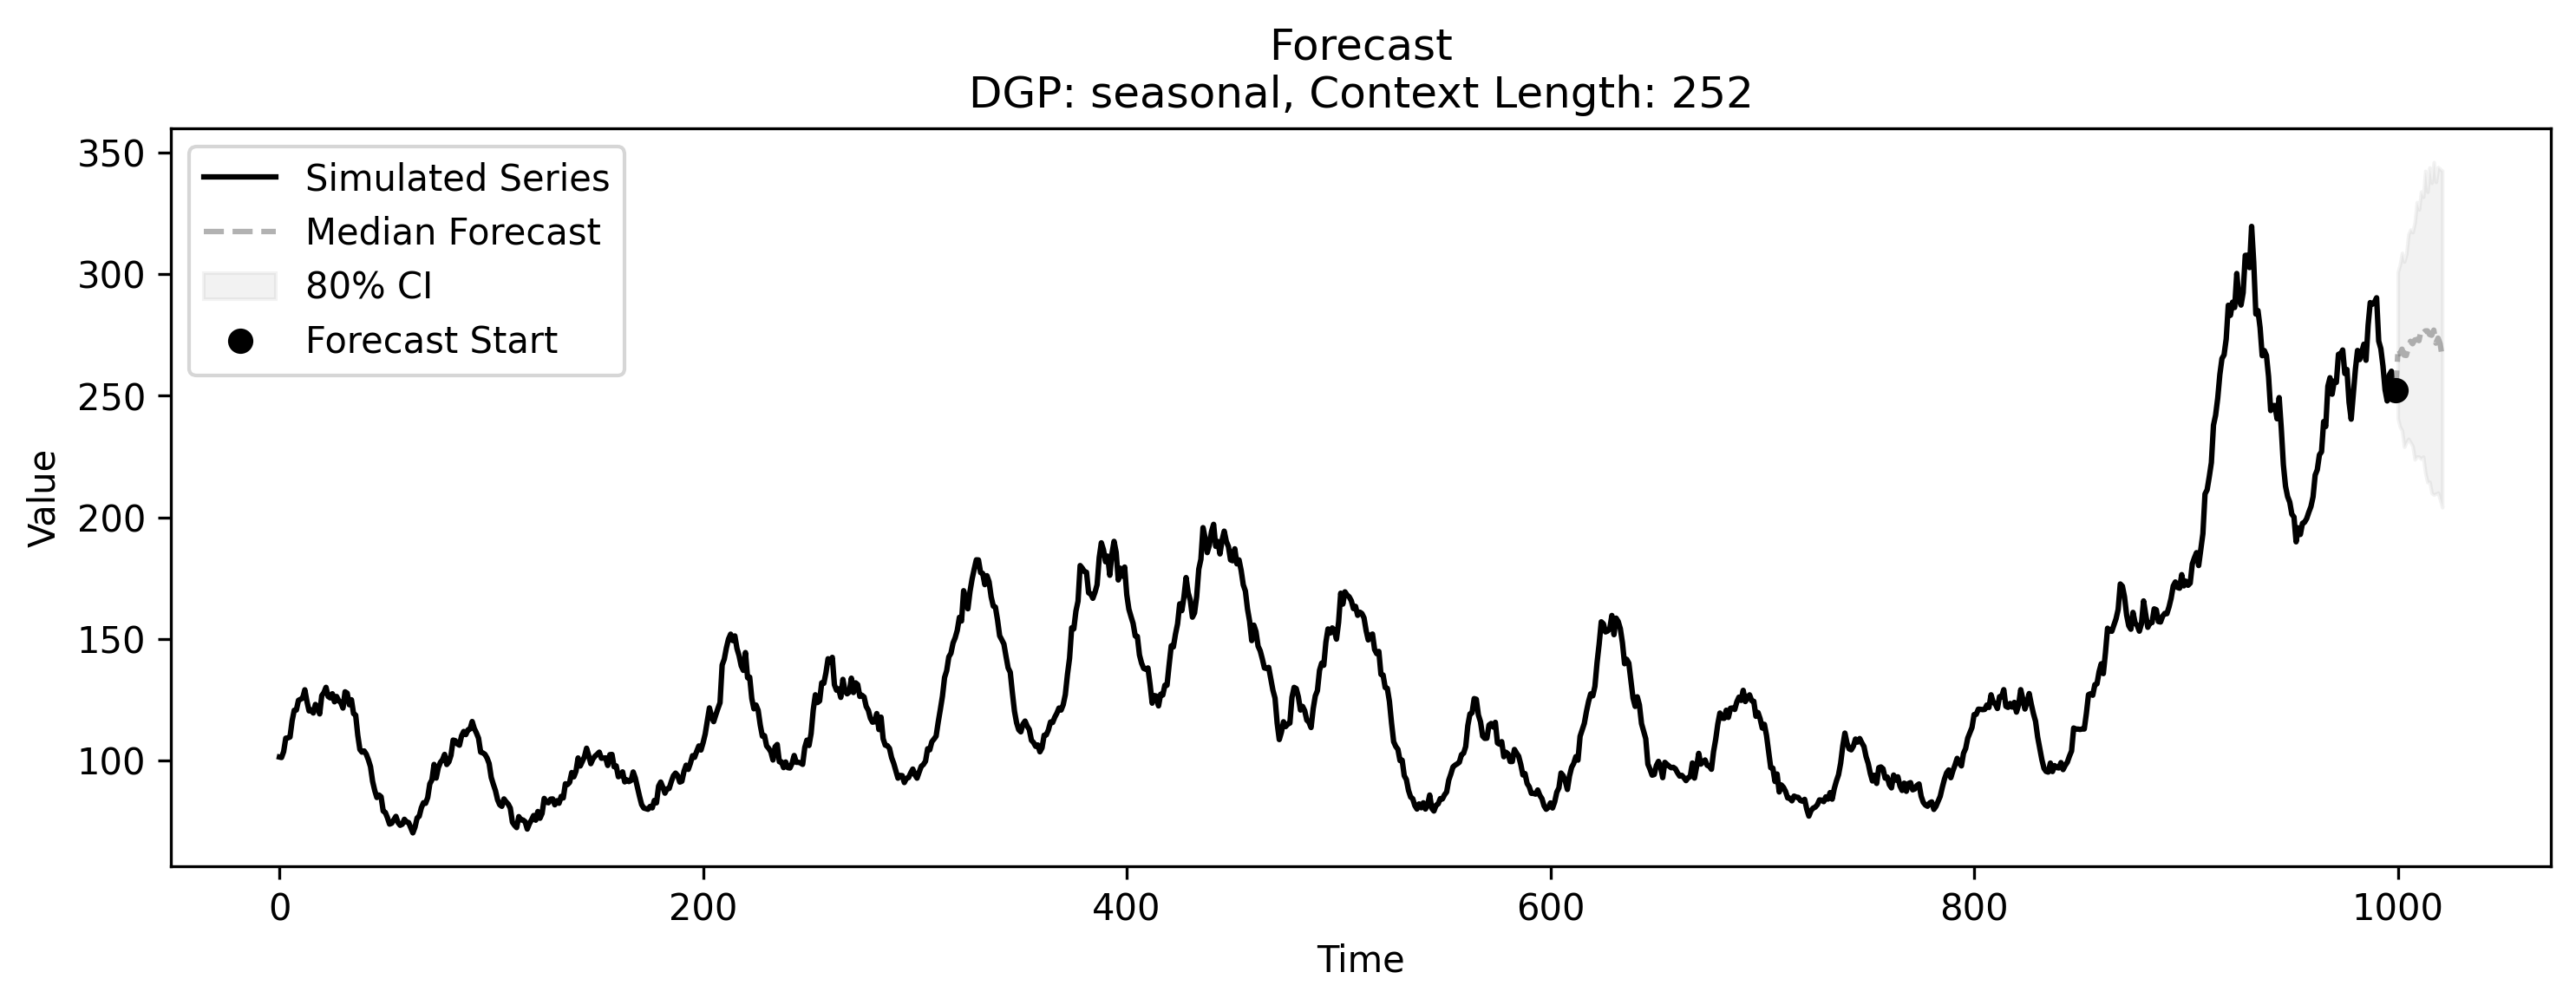 Forecast
DGP: seasonal, Context Length: 252
Simulated Series
Median Forecast
80% CI
Forecast Start
350
300
250
200
150
100
Value
0 200 400 600 800 1000
Time